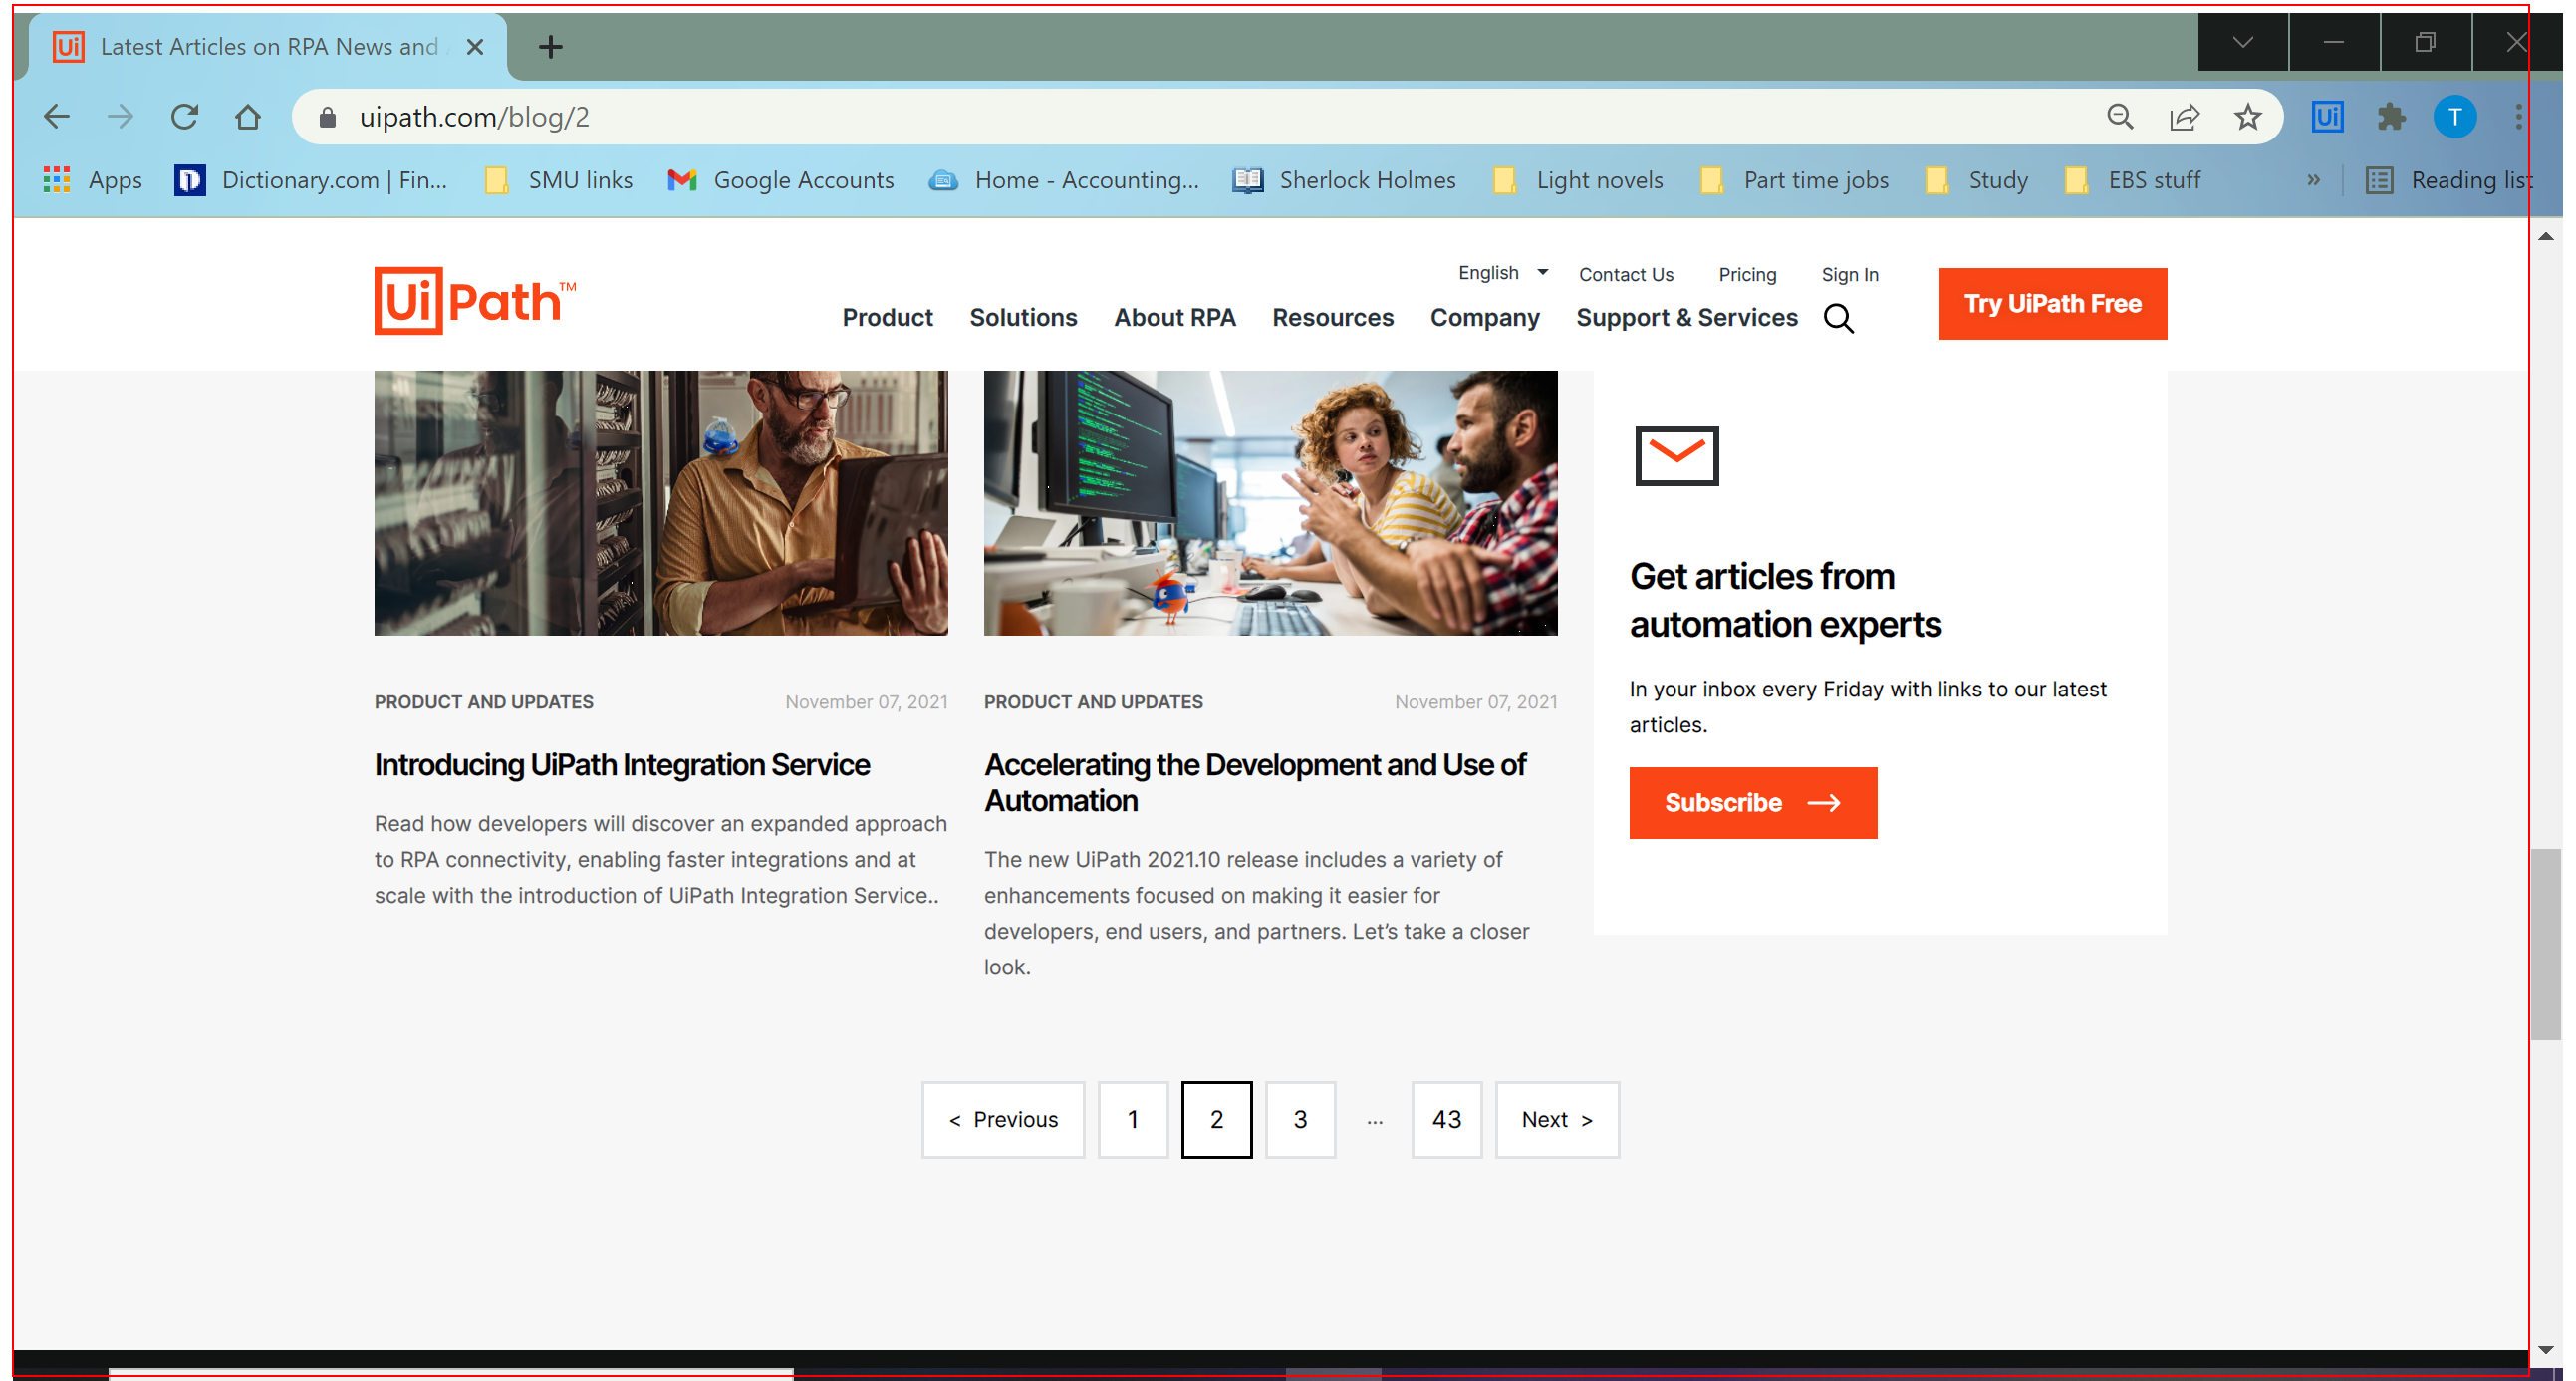 Ui Latest Articles on RPA News and
uipath.com/blog/2
Ui
T
Apps
Dictionary.com | Fin...
SMU links
Google Accounts
Home - Accounting...
Sherlock Holmes
Light novels
Part time jobs
Study
EBS stuff
»
Reading list
UiPath™
English
Contact Us
Pricing
Sign In
Product
Solutions
About RPA
Resources
Company
Support & Services
Try UiPath Free
PRODUCT AND UPDATES
November 07, 2021
Introducing UiPath Integration Service
Read how developers will discover an expanded approach
to RPA connectivity, enabling faster integrations and at
scale with the introduction of UiPath Integration Service..
PRODUCT AND UPDATES
November 07, 2021
Accelerating the Development and Use of
Automation
The new UiPath 2021.10 release includes a variety of
enhancements focused on making it easier for
developers, end users, and partners. Let’s take a closer
look.
Get articles from
automation experts
In your inbox every Friday with links to our latest
articles.
Subscribe
< Previous
1
2
3
...
43
Next >